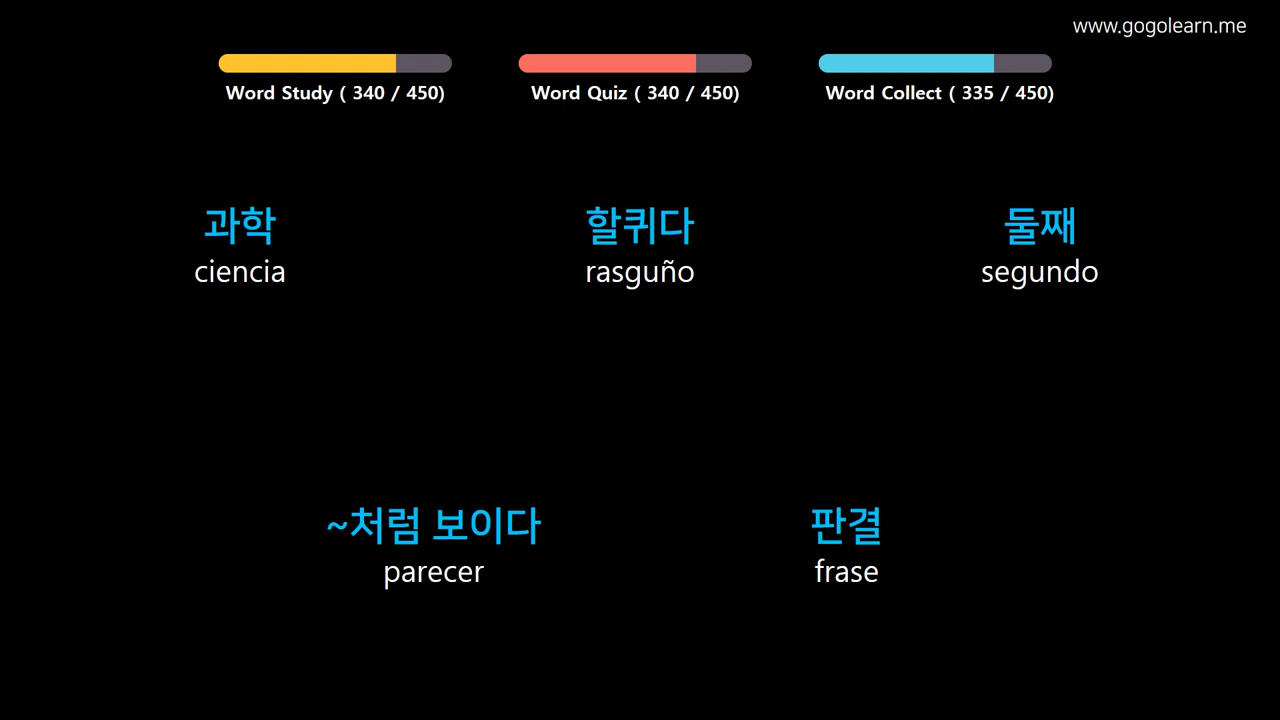 www.gogolearn.me
Word Study ( 340 / 450)
Word Quiz ( 340 / 450)
Word Collect ( 335 / 450)
과학
ciencia
할퀴다
rasguño
둘째
segundo
~처럼 보이다
parecer
판결
frase